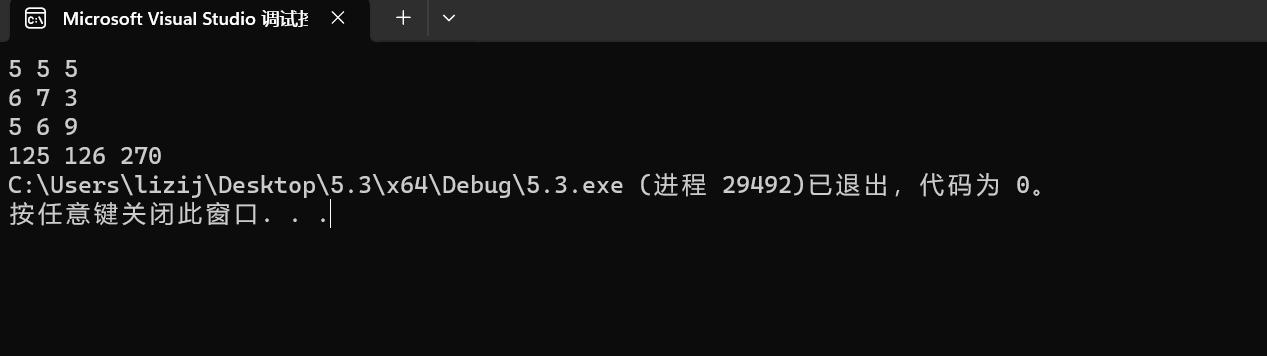 Microsoft Visual Studio 调试
5 5 5
6 7 3
5 6 9
125 126 270
C:\Users\lizij\Desktop\5.3\x64\Debug\5.3.exe (进程 29492)已退出，代码为 0。
按任意键关闭此窗口. . .